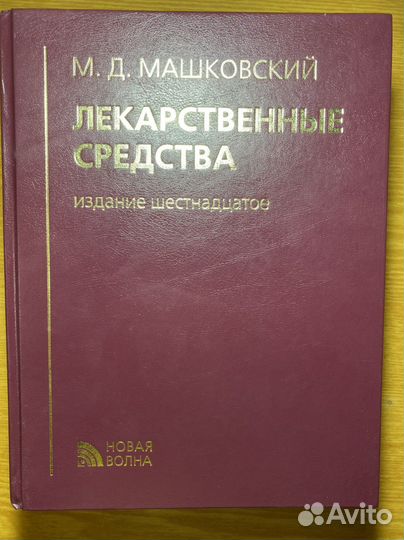 М. Д. МАШКОВСКИЙ
ЛЕКАРСТВЕННЫЕ
СРЕДСТВА
издание шестнадцатое
НОВАЯ
ВОЛНА
Avito